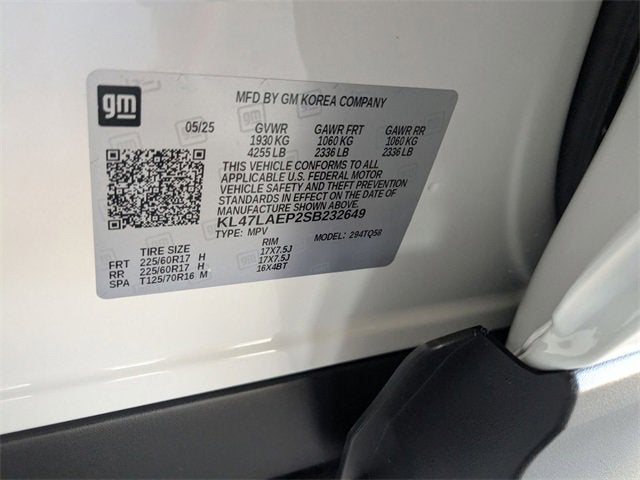 gm
MFD BY GM KOREA COMPANY
05/25 GVWR GAWR FRT GAWR RR
1930 KG 1060 KG 1060 KG
4255 LB 2336 LB 2336 LB
THIS VEHICLE CONFORMS TO ALL
APPLICABLE U.S. FEDERAL MOTOR
VEHICLE SAFETY AND THEFT PREVENTION
STANDARDS IN EFFECT ON THE DATE OF
MANUFACTURE SHOWN ABOVE.
KL47LAEP2SB232649
TYPE: MPV MODEL: 294TQ58
TIRE SIZE RIM
FRT 225/60R17 H 17X7.5J
RR 225/60R17 H 17X7.5J
SPA T125/70R16 M 16X4BT